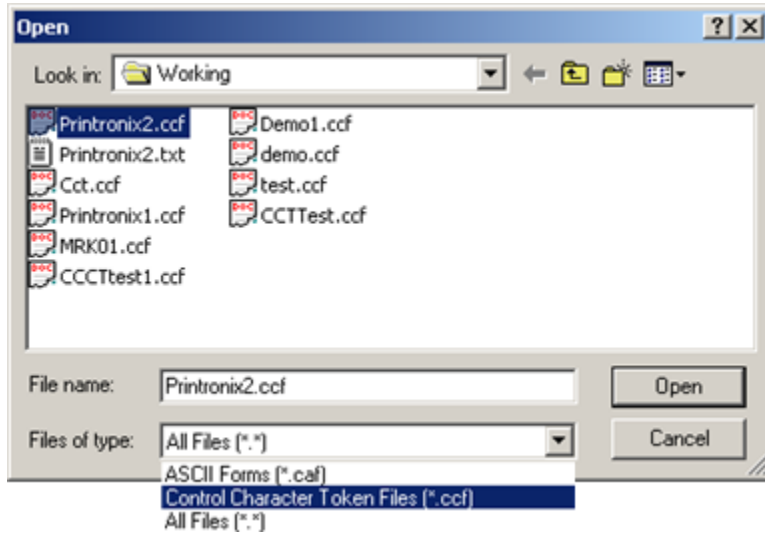 Open
Look in: Working
Printronix2.ccf
Printronix2.txt
Cct.ccf
Printronix1.ccf
MRK01.ccf
CCCTtest1.ccf
Demo1.ccf
demo.ccf
test.ccf
CCTTest.ccf
File name: Printronix2.ccf
Open
Files of type: All Files (*.*)
Cancel
ASCII Forms (*.caf)
Control Character Token Files (*.ccf)
All Files (*.*)